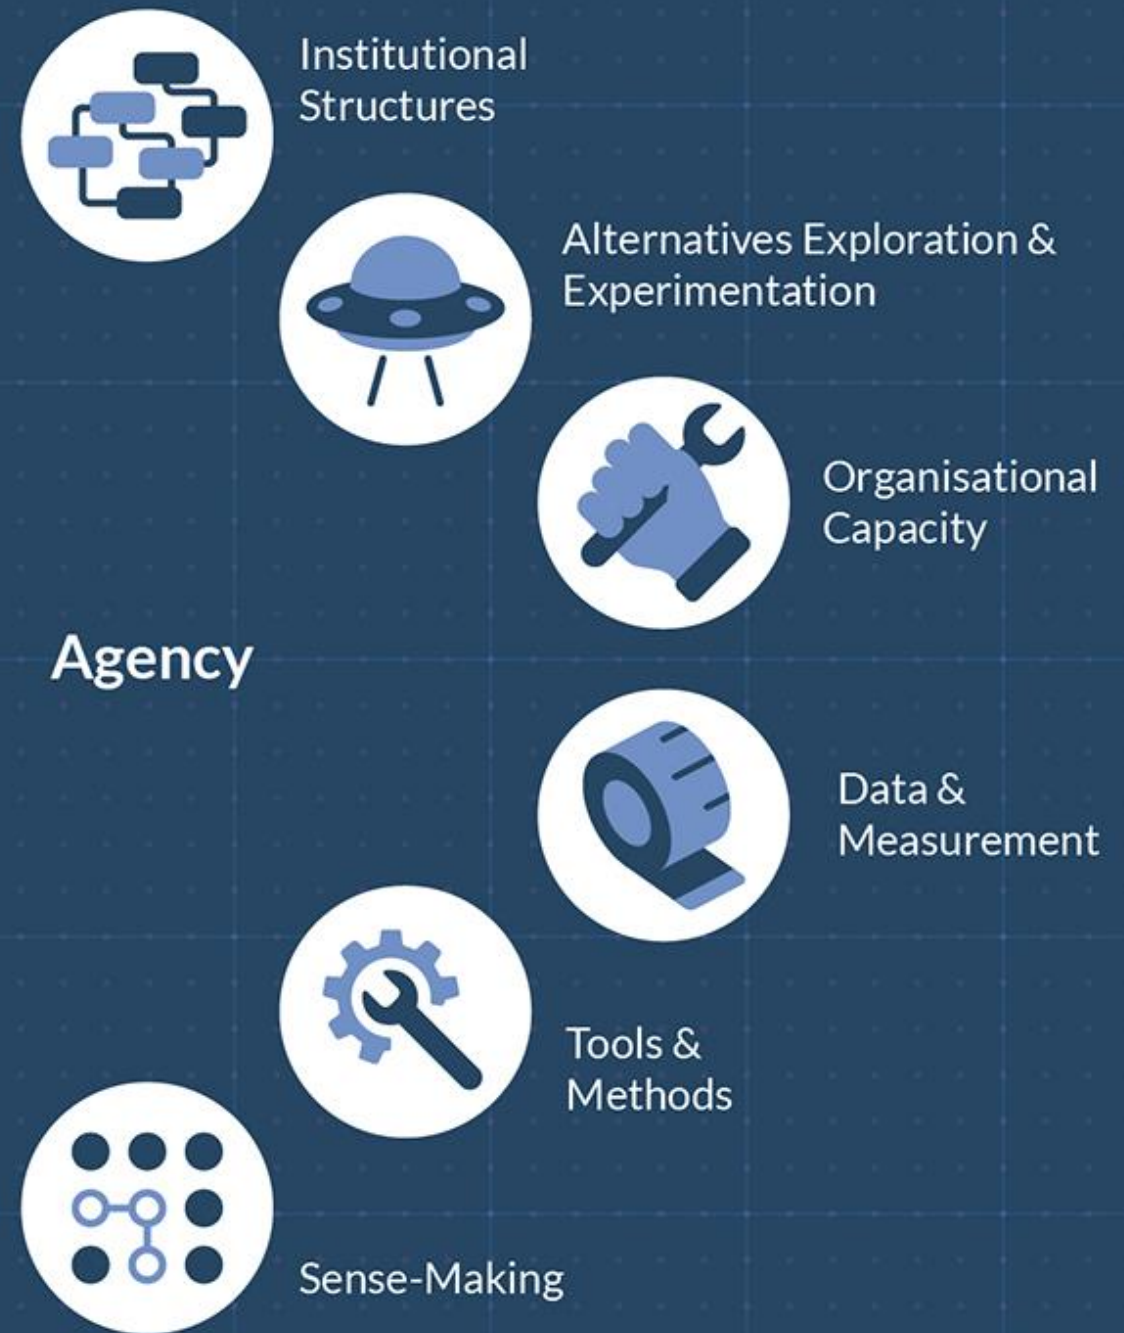 Institutional
Structures
Alternatives Exploration &
Experimentation
Organisational
Capacity
Agency
Data &
Measurement
Tools &
Methods
Sense-Making